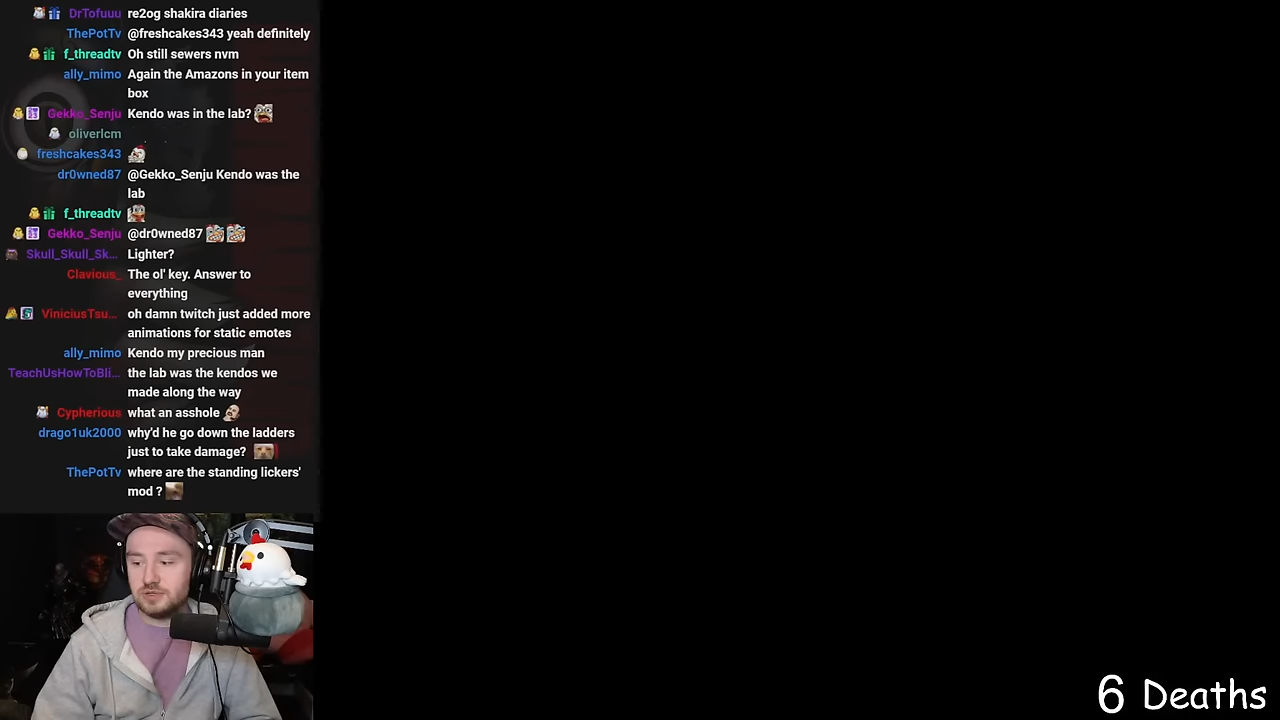 DrTofuuu re2og shakira diaries
ThePotTv @freshcakes343 yeah definitely
f_threadtv Oh still sewers nvm
ally_mimo Again the Amazons in your item
box
Gekko_Senju Kendo was in the lab?
oliverlcm
freshcakes343
dr0wned87 @Gekko_Senju Kendo was the
lab
f_threadtv
Gekko_Senju @dr0wned87
Skull_Skull_Sk... Lighter?
Clavious_ The ol' key. Answer to
everything
ViniciusTsu... oh damn twitch just added more
animations for static emotes
ally_mimo Kendo my precious man
TeachUsHowToBli... the lab was the kendos we
made along the way
Cypherious what an asshole
drago1uk2000 why'd he go down the ladders
just to take damage?
ThePotTv where are the standing lickers'
mod ?
6 Deaths